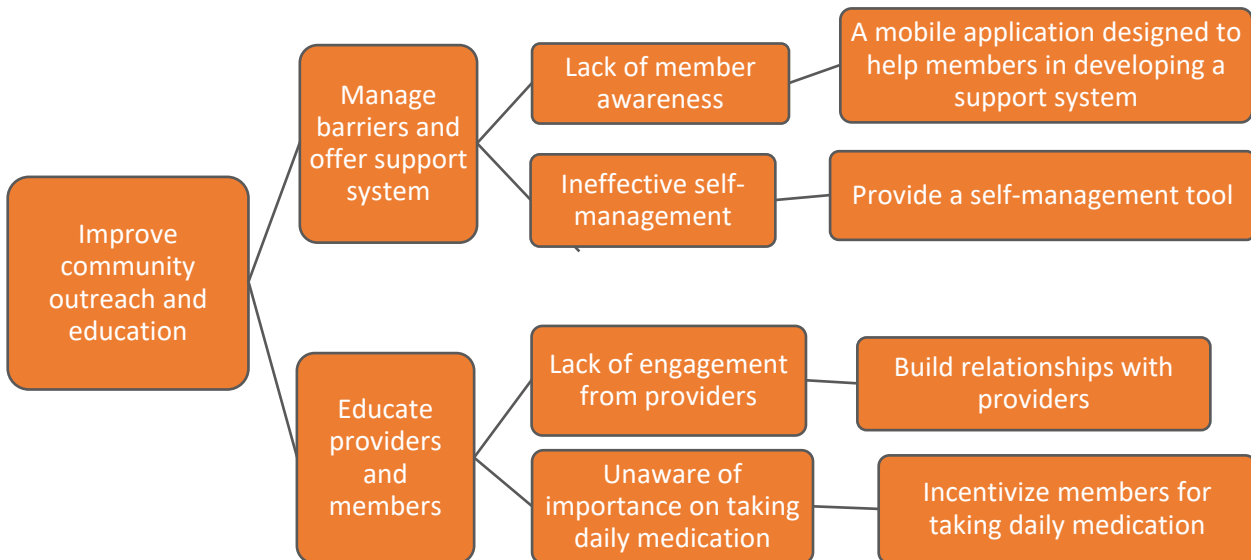 Improve
community
outreach and
education
Manage
barriers and
offer support
system
Lack of member
awareness
A mobile application designed to
help members in developing a
support system
Ineffective self-
management
Provide a self-management tool
Educate
providers
and
members
Lack of engagement
from providers
Build relationships with
providers
Unaware of
importance on taking
daily medication
Incentivize members for
taking daily medication